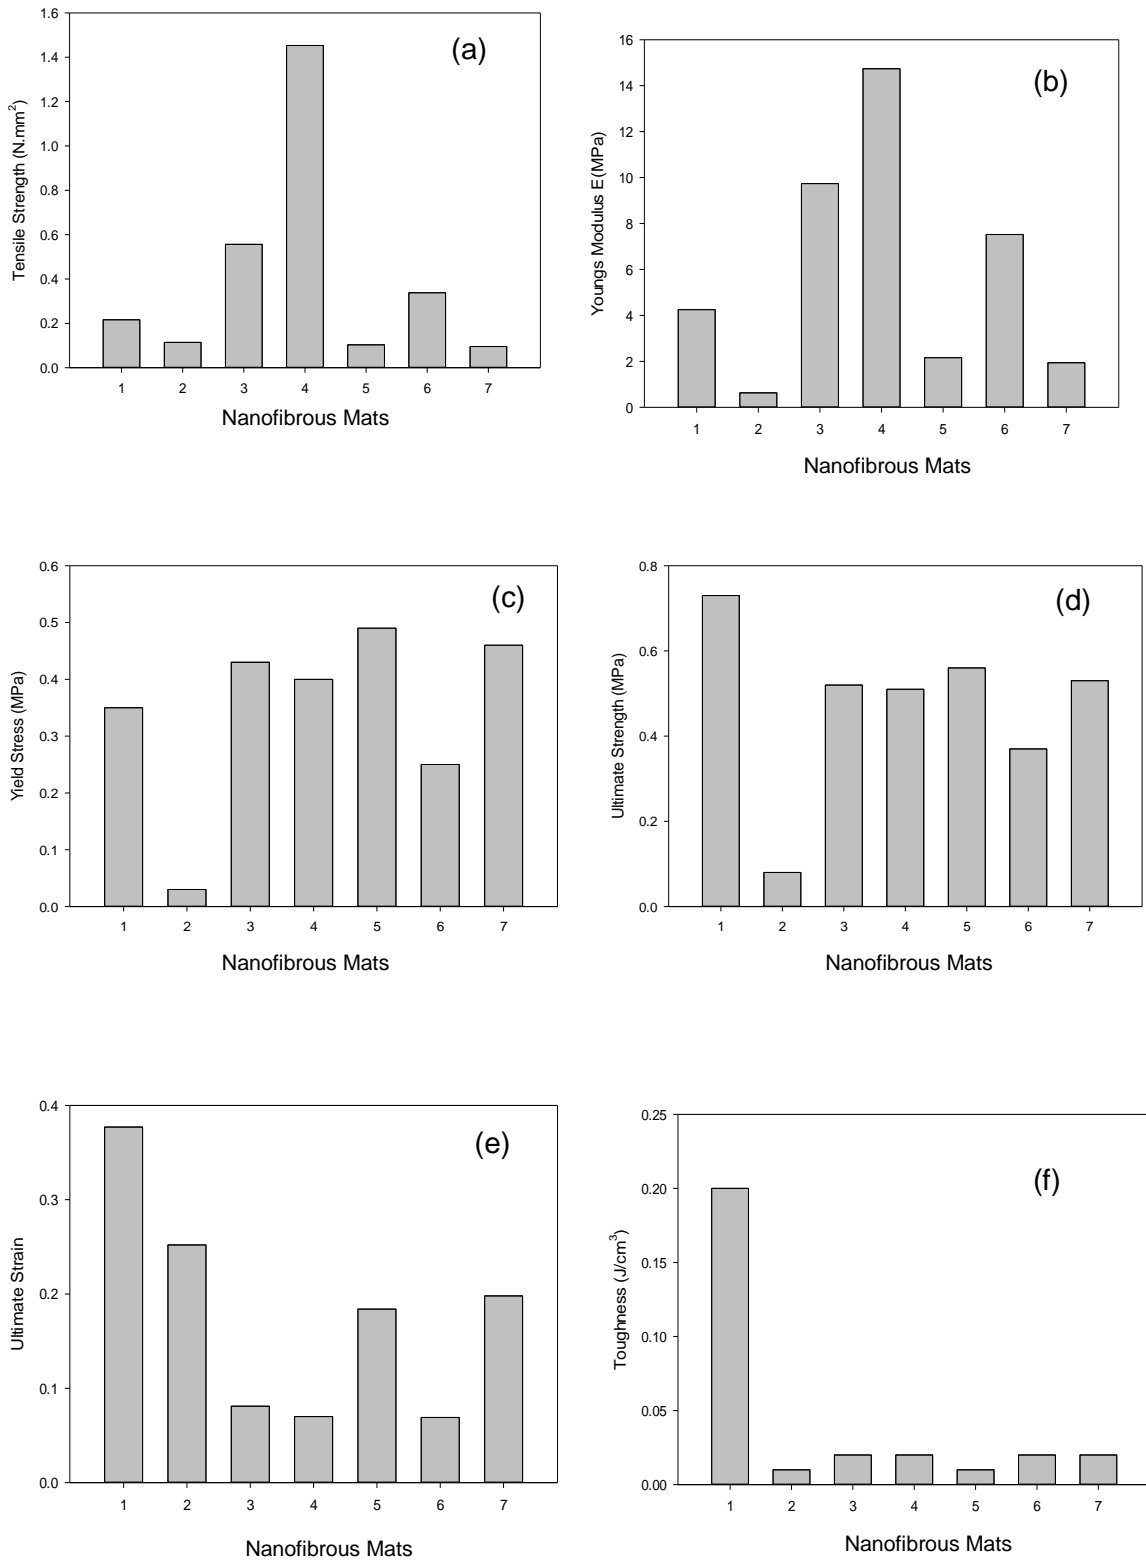 (a)
Tensile Strength (N.mm²)
1.6
1.4
1.2
1.0
0.8
0.6
0.4
0.2
0.0
1 2 3 4 5 6 7
Nanofibrous Mats
(b)
Youngs Modulus E(MPa)
16
14
12
10
8
6
4
2
0
1 2 3 4 5 6 7
Nanofibrous Mats
(c)
Yield Stress (MPa)
0.6
0.5
0.4
0.3
0.2
0.1
0.0
1 2 3 4 5 6 7
Nanofibrous Mats
(d)
Ultimate Strength (MPa)
0.8
0.6
0.4
0.2
0.0
1 2 3 4 5 6 7
Nanofibrous Mats
(e)
Ultimate Strain
0.4
0.3
0.2
0.1
0.0
1 2 3 4 5 6 7
Nanofibrous Mats
(f)
Toughness (J/cm³)
0.25
0.20
0.15
0.10
0.05
0.00
1 2 3 4 5 6 7
Nanofibrous Mats